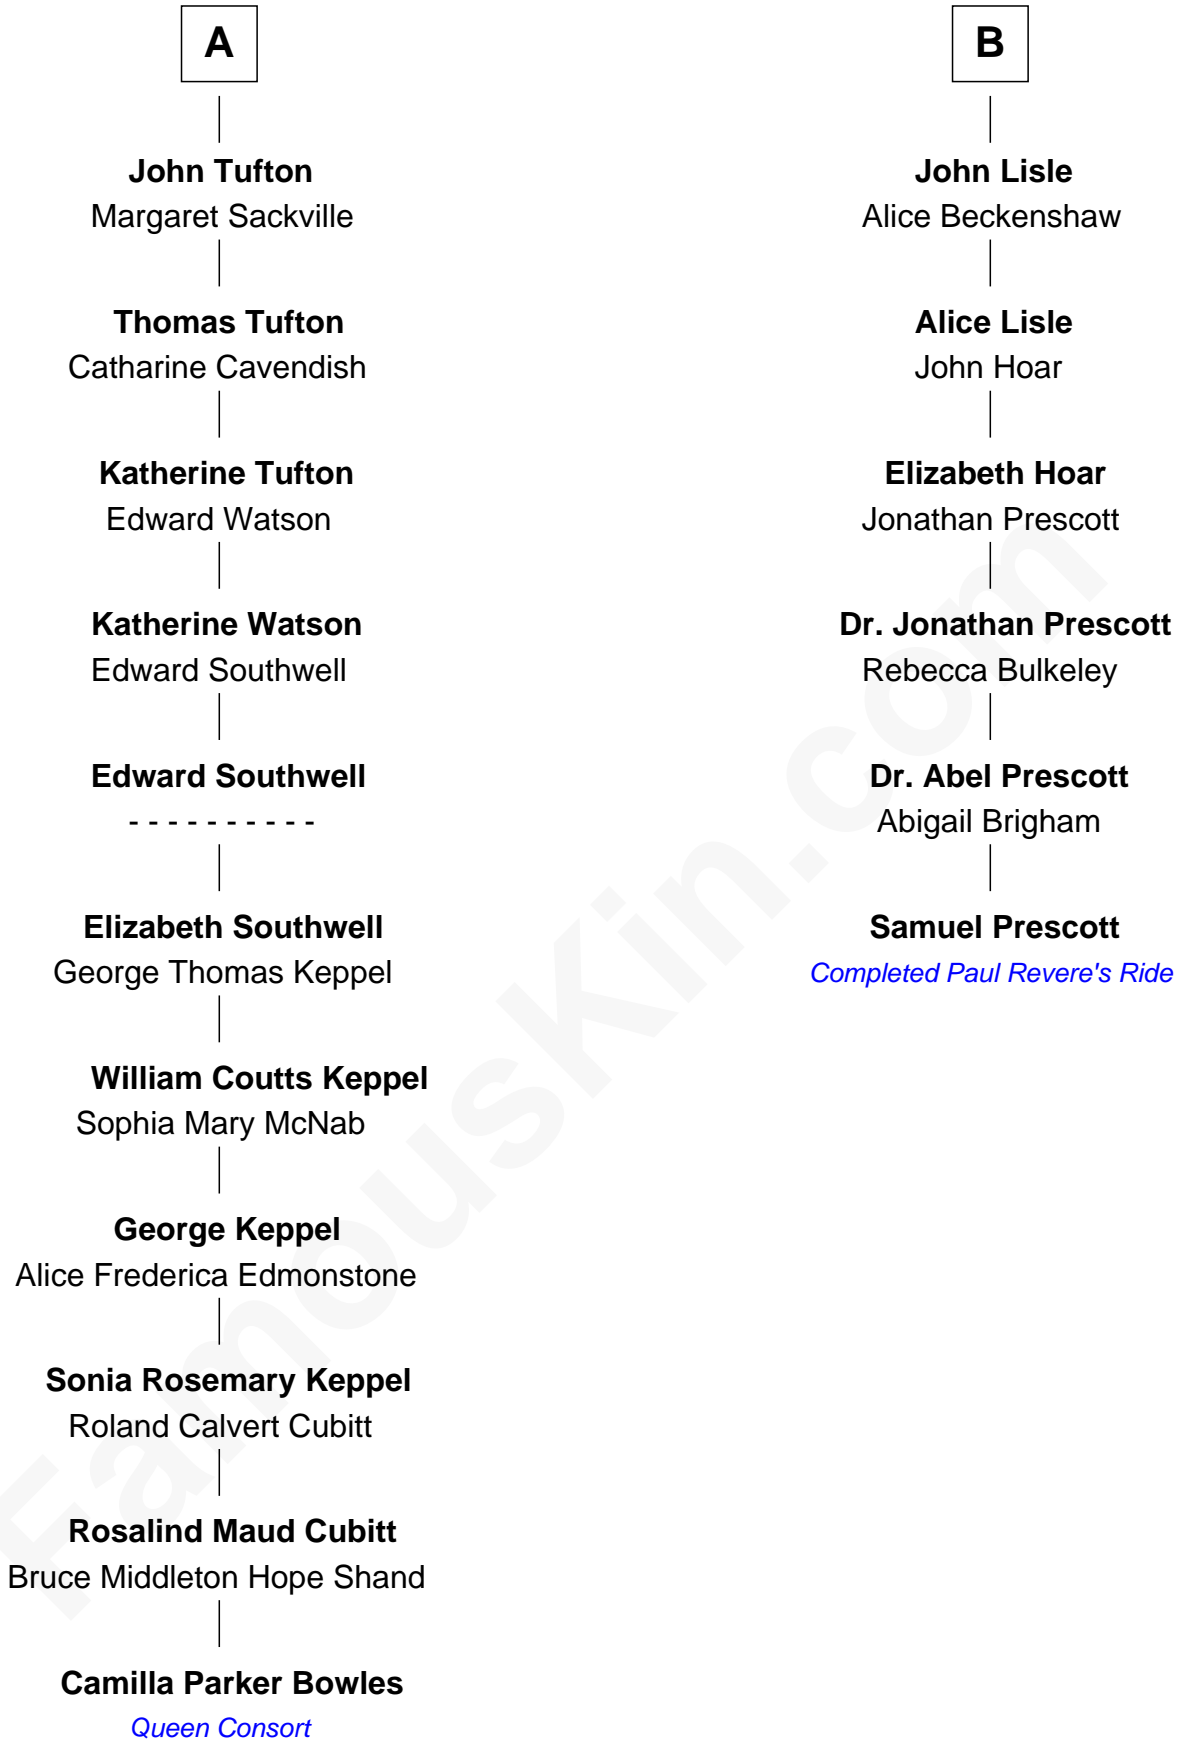 A
John Tufton
Margaret Sackville
Thomas Tufton
Catharine Cavendish
Katherine Tufton
Edward Watson
Katherine Watson
Edward Southwell
Edward Southwell
- - - - - - - - - -
Elizabeth Southwell
George Thomas Keppel
William Coutts Keppel
Sophia Mary McNab
George Keppel
Alice Frederica Edmonstone
Sonia Rosemary Keppel
Roland Calvert Cubitt
Rosalind Maud Cubitt
Bruce Middleton Hope Shand
Camilla Parker Bowles
Queen Consort
B
John Lisle
Alice Beckenshaw
Alice Lisle
John Hoar
Elizabeth Hoar
Jonathan Prescott
Dr. Jonathan Prescott
Rebecca Bulkeley
Dr. Abel Prescott
Abigail Brigham
Samuel Prescott
Completed Paul Revere's Ride
FamousKin.com